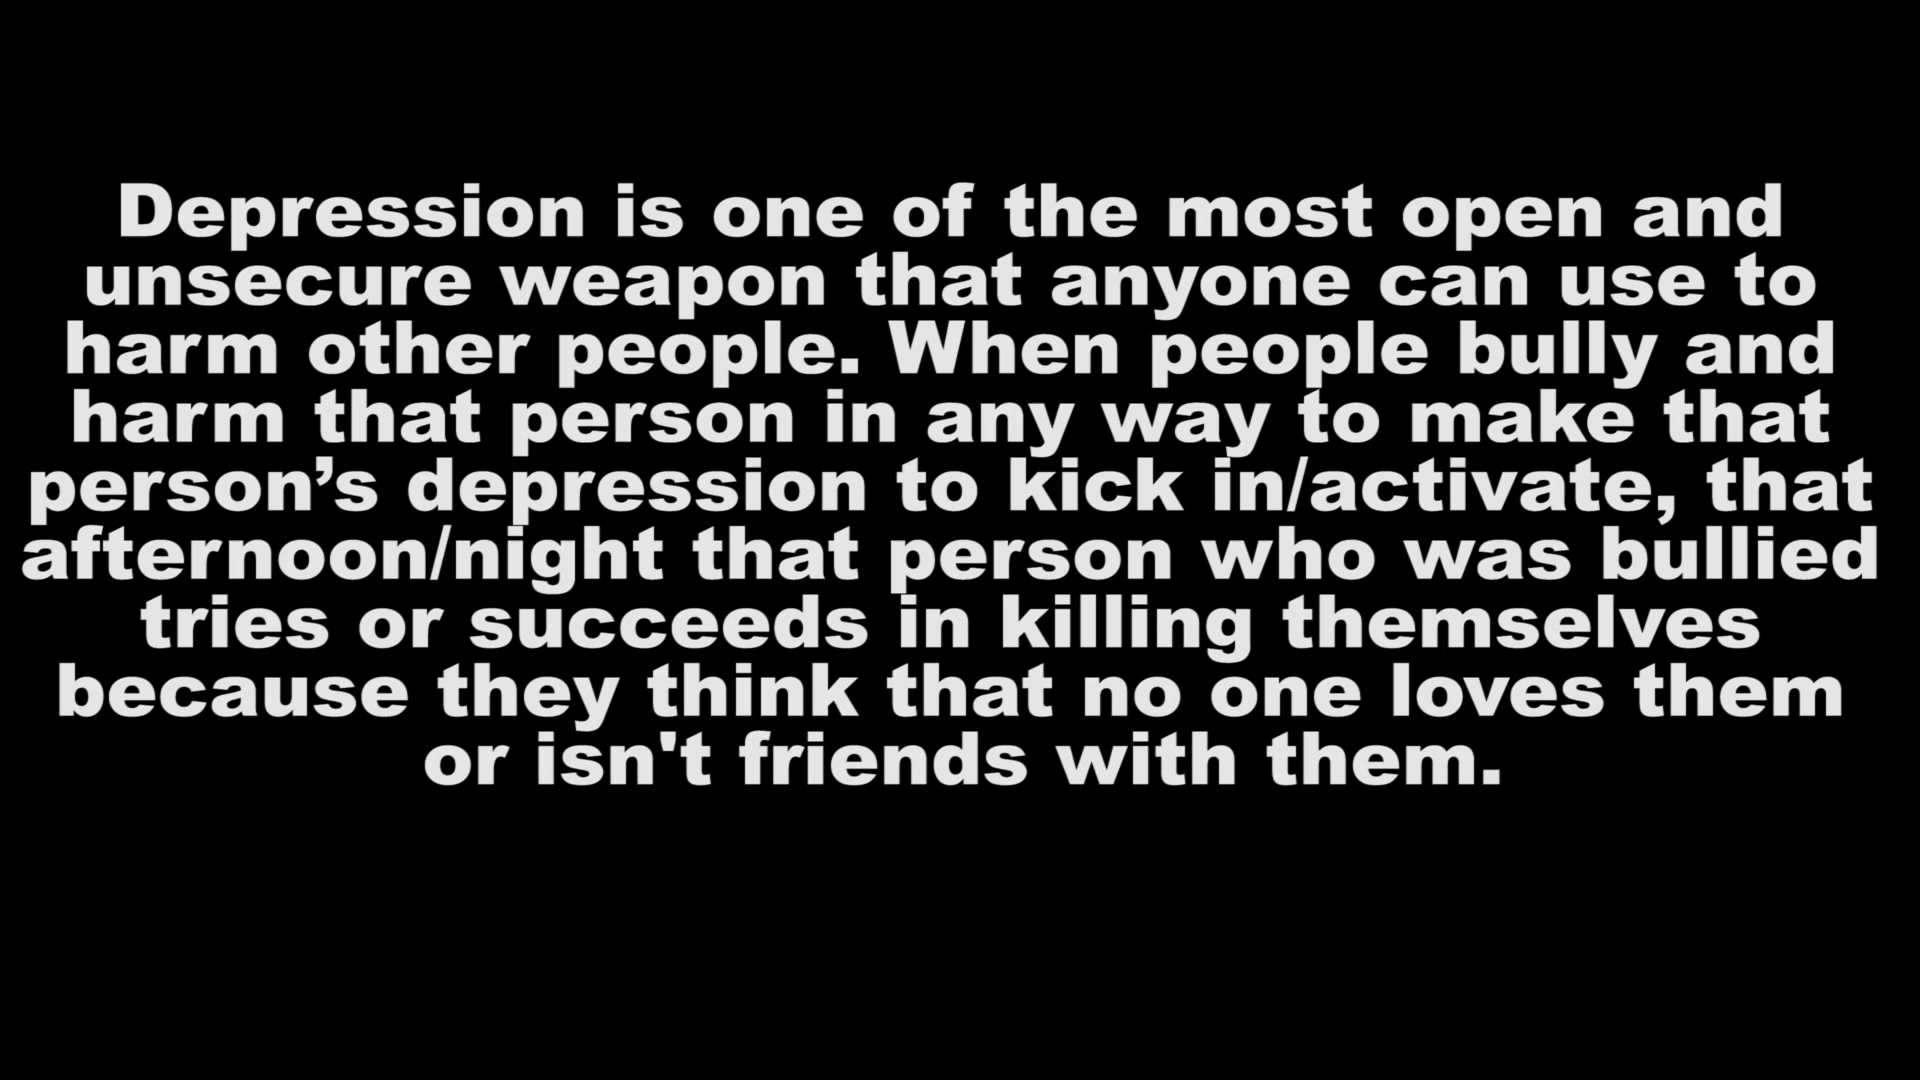 Depression is one of the most open and
unsecure weapon that anyone can use to
harm other people. When people bully and
harm that person in any way to make that
person’s depression to kick in/activate, that
afternoon/night that person who was bullied
tries or succeeds in killing themselves
because they think that no one loves them
or isn't friends with them.